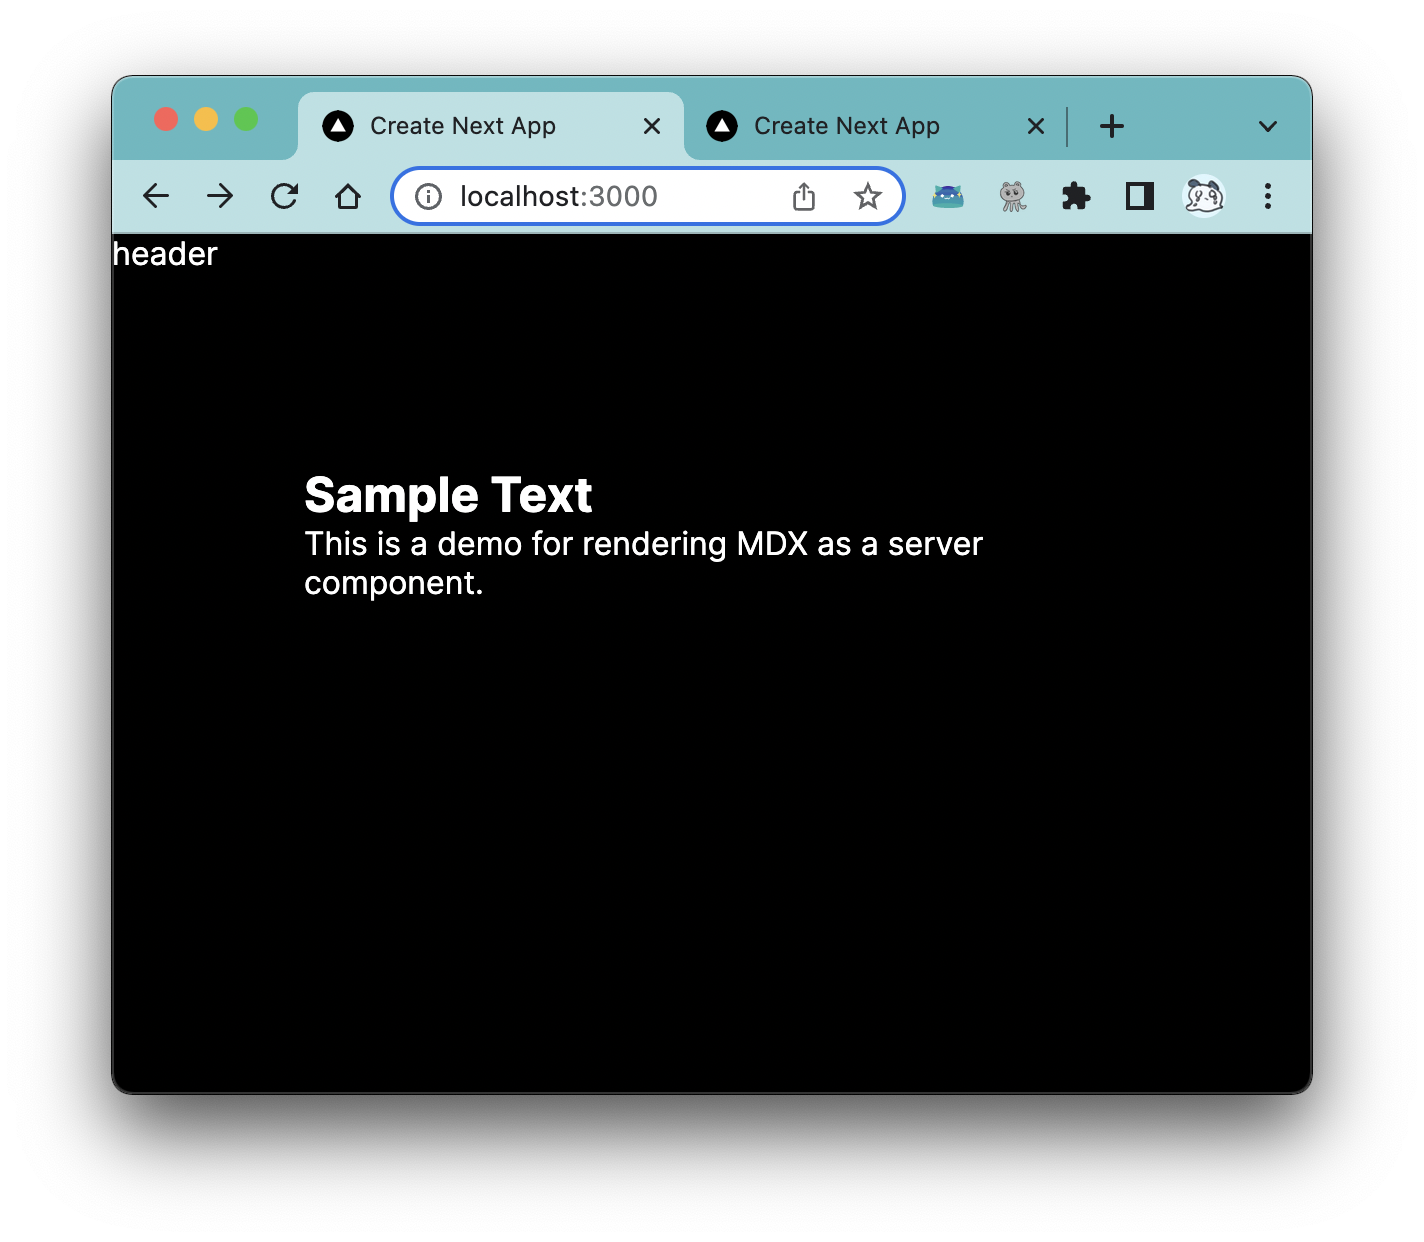 Create Next App
Create Next App
localhost:3000
header
Sample Text
This is a demo for rendering MDX as a server
component.